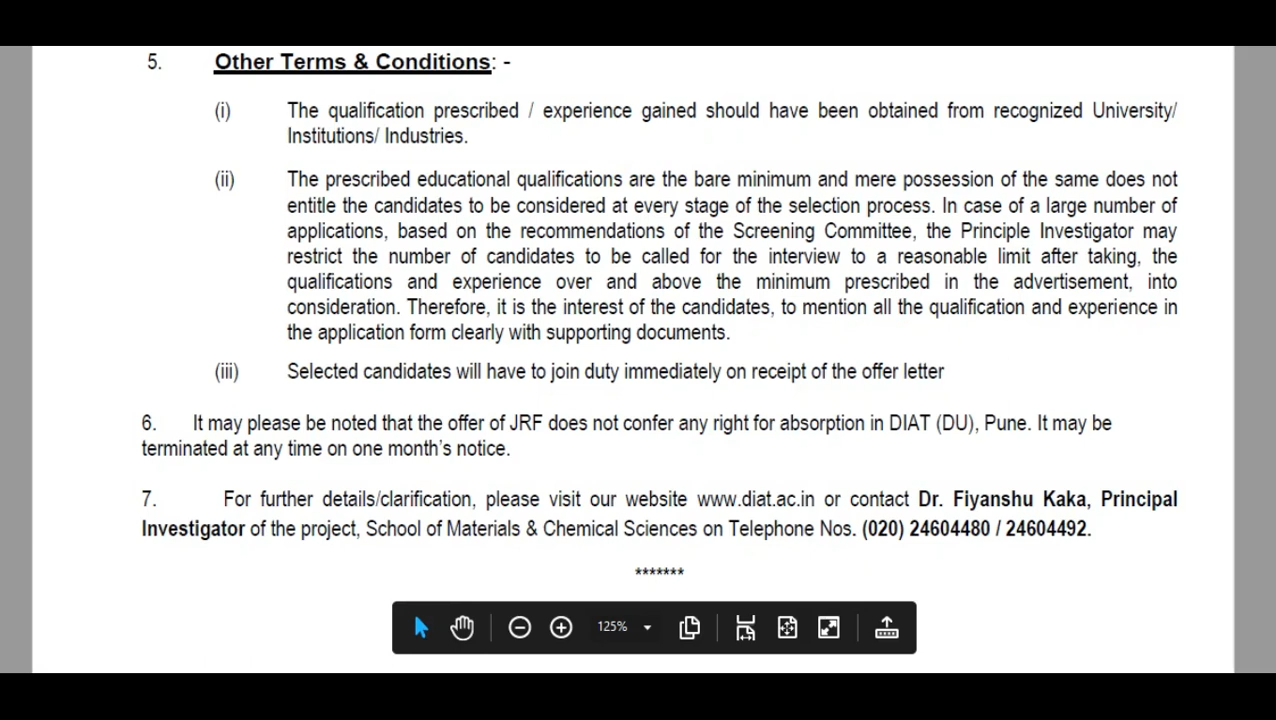 5. Other Terms & Conditions: -
(i) The qualification prescribed / experience gained should have been obtained from recognized University/
Institutions/ Industries.
(ii) The prescribed educational qualifications are the bare minimum and mere possession of the same does not
entitle the candidates to be considered at every stage of the selection process. In case of a large number of
applications, based on the recommendations of the Screening Committee, the Principle Investigator may
restrict the number of candidates to be called for the interview to a reasonable limit after taking, the
qualifications and experience over and above the minimum prescribed in the advertisement, into
consideration. Therefore, it is the interest of the candidates, to mention all the qualification and experience in
the application form clearly with supporting documents.
(iii) Selected candidates will have to join duty immediately on receipt of the offer letter
6. It may please be noted that the offer of JRF does not confer any right for absorption in DIAT (DU), Pune. It may be
terminated at any time on one month's notice.
7. For further details/clarification, please visit our website www.diat.ac.in or contact Dr. Fiyanshu Kaka, Principal
Investigator of the project, School of Materials & Chemical Sciences on Telephone Nos. (020) 24604480 / 24604492.
*******
125%